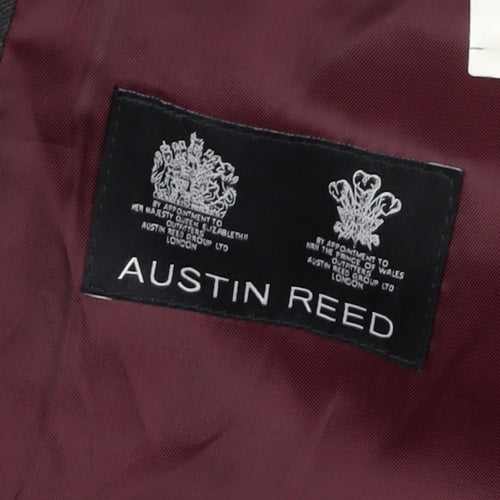 BY APPOINTMENT TO
HER MAJESTY QUEEN ELIZABETH II
OUTFITTERS
AUSTIN REED GROUP LTD
LONDON
BY APPOINTMENT TO
HRH THE PRINCE OF WALES
OUTFITTERS
AUSTIN REED GROUP LTD
LONDON
AUSTIN REED